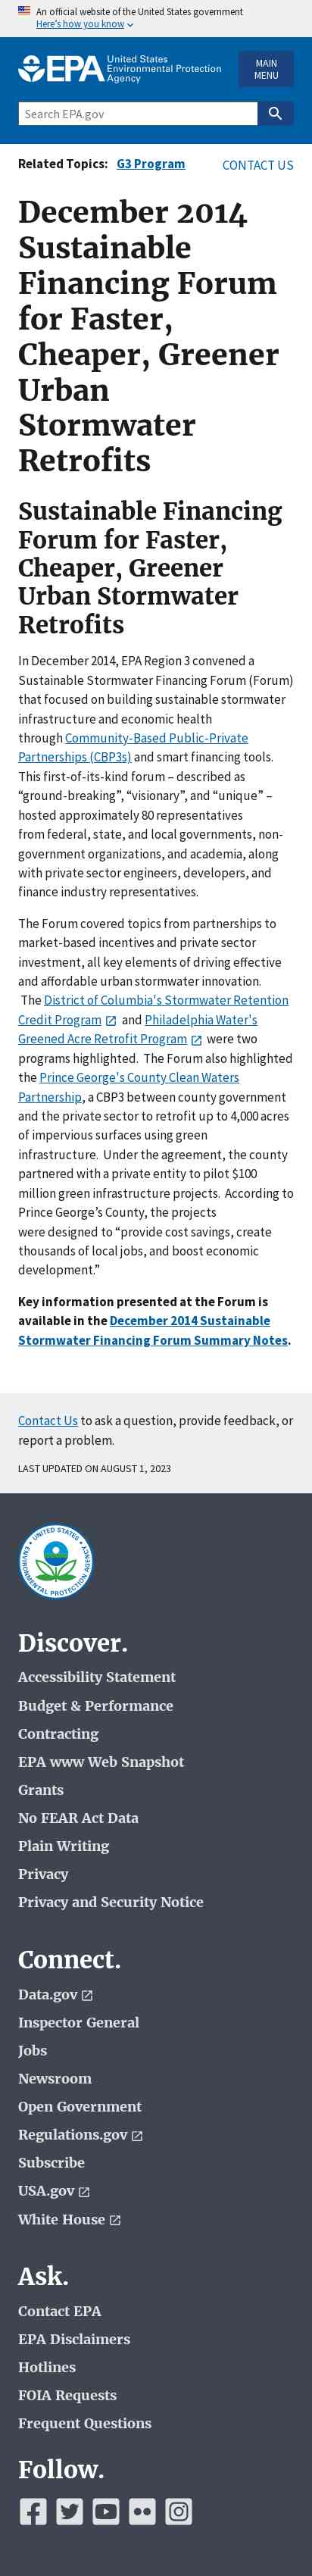 An official website of the United States government
Here's how you know
EPA
United States
Environmental Protection
Agency
MAIN
MENU
Search EPA.gov
Related Topics: G3 Program
CONTACT US
December 2014
Sustainable
Financing Forum
for Faster,
Cheaper, Greener
Urban
Stormwater
Retrofits
Sustainable Financing
Forum for Faster,
Cheaper, Greener
Urban Stormwater
Retrofits
In December 2014, EPA Region 3 convened a
Sustainable Stormwater Financing Forum (Forum)
that focused on building sustainable stormwater
infrastructure and economic health
through Community-Based Public-Private
Partnerships (CBP3s) and smart financing tools.
This first-of-its-kind forum – described as
“ground-breaking”, “visionary”, and “unique” –
hosted approximately 80 representatives
from federal, state, and local governments, non-
government organizations, and academia, along
with private sector engineers, developers, and
finance industry representatives.
The Forum covered topics from partnerships to
market-based incentives and private sector
investment, all key elements of driving effective
and affordable urban stormwater innovation.
The District of Columbia's Stormwater Retention
Credit Program and Philadelphia Water's
Greened Acre Retrofit Program were two
programs highlighted. The Forum also highlighted
the Prince George's County Clean Waters
Partnership, a CBP3 between county government
and the private sector to retrofit up to 4,000 acres
of impervious surfaces using green
infrastructure. Under the agreement, the county
partnered with a private entity to pilot $100
million green infrastructure projects. According to
Prince George’s County, the projects
were designed to “provide cost savings, create
thousands of local jobs, and boost economic
development.”
Key information presented at the Forum is
available in the December 2014 Sustainable
Stormwater Financing Forum Summary Notes.
Contact Us to ask a question, provide feedback, or
report a problem.
LAST UPDATED ON AUGUST 1, 2023
UNITED STATES
ENVIRONMENTAL PROTECTION AGENCY
Discover.
Accessibility Statement
Budget & Performance
Contracting
EPA www Web Snapshot
Grants
No FEAR Act Data
Plain Writing
Privacy
Privacy and Security Notice
Connect.
Data.gov
Inspector General
Jobs
Newsroom
Open Government
Regulations.gov
Subscribe
USA.gov
White House
Ask.
Contact EPA
EPA Disclaimers
Hotlines
FOIA Requests
Frequent Questions
Follow.